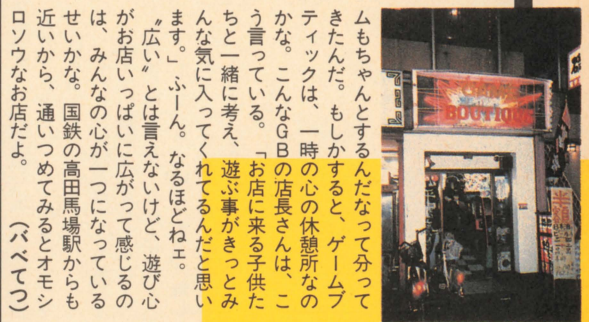 ムもちゃんとするんだなって分って
きたんだ。もしかすると、ゲームブ
ティックは、一時の心の休憩所なの
かな。こんなGBの店長さんは、こ
う言っている。「お店に来る子供た
ちと一緒に考え、遊ぶ事がきっとみ
んな気に入ってくれてるんだと思い
ます。」ふーん。なるほどねェ。
〝広い〟とは言えないけど、遊び心
がお店いっぱいに広がって感じるの
は、みんなの心が一つになっている
せいかな。国鉄の高田馬場駅からも
近いから、通いつめてみるとオモシ
ロソウなお店だよ。
(バベてつ)
BOUTIQUE
半額